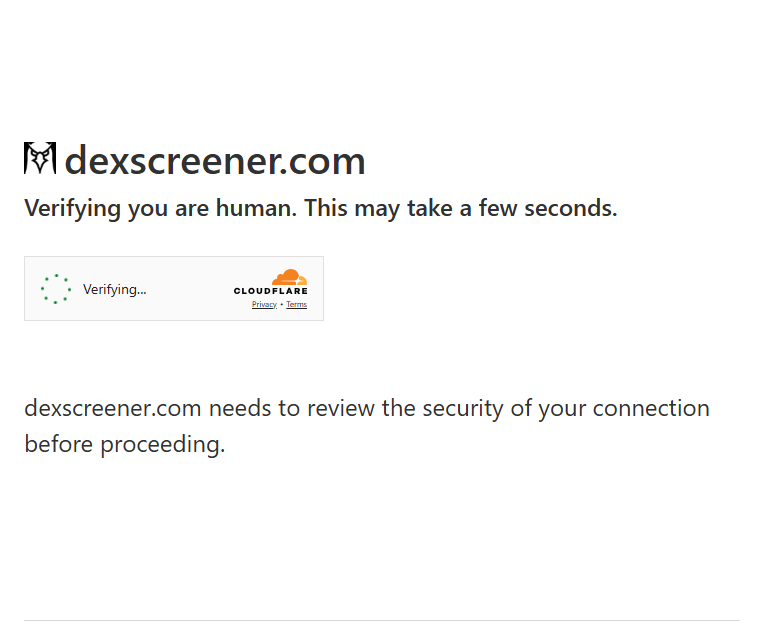 dexscreener.com
Verifying you are human. This may take a few seconds.
Verifying...
CLOUDFLARE
Privacy • Terms
dexscreener.com needs to review the security of your connection
before proceeding.